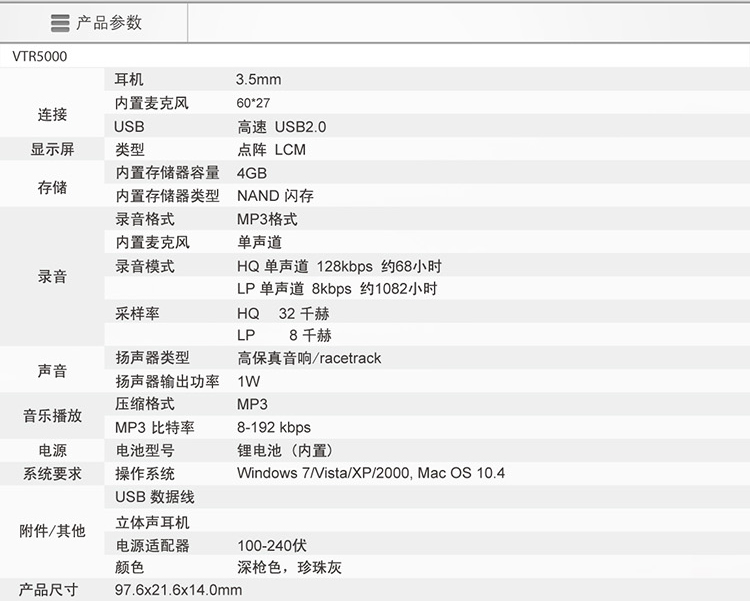 产品参数
VTR5000
连接
耳机 3.5mm
内置麦克风 60*27
USB 高速 USB2.0
显示屏 类型 点阵 LCM
存储
内置存储器容量 4GB
内置存储器类型 NAND 闪存
录音
录音格式 MP3格式
内置麦克风 单声道
录音模式 HQ 单声道 128kbps 约68小时
LP 单声道 8kbps 约1082小时
采样率 HQ 32 千赫
LP 8 千赫
声音
扬声器类型 高保真音响/racetrack
扬声器输出功率 1W
音乐播放
压缩格式 MP3
MP3 比特率 8-192 kbps
电源 电池型号 锂电池（内置）
系统要求 操作系统 Windows 7/Vista/XP/2000, Mac OS 10.4
附件/其他
USB 数据线
立体声耳机
电源适配器 100-240伏
颜色 深枪色，珍珠灰
产品尺寸 97.6x21.6x14.0mm